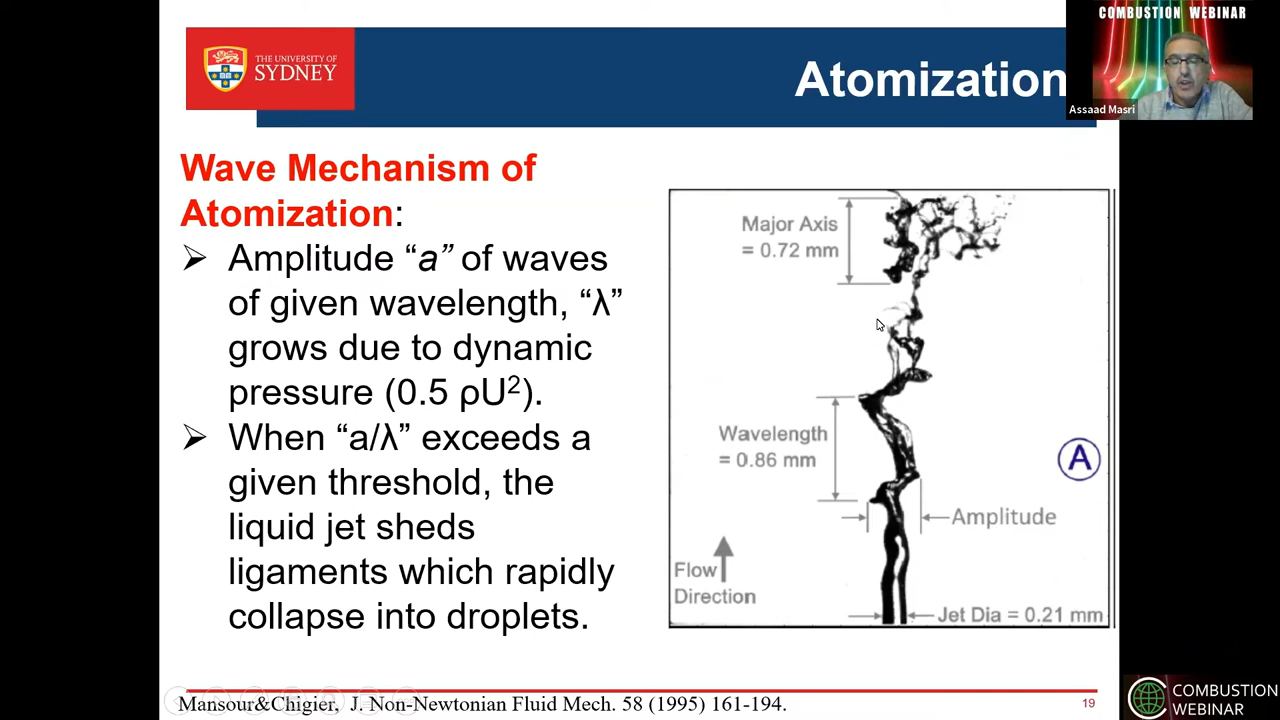 COMBUSTION WEBINAR
THE UNIVERSITY OF
SYDNEY
Atomization
Assaad Masri
Wave Mechanism of
Atomization:
➢ Amplitude “a” of waves
of given wavelength, “λ”
grows due to dynamic
pressure (0.5 ρU²).
➢ When “a/λ” exceeds a
given threshold, the
liquid jet sheds
ligaments which rapidly
collapse into droplets.
Major Axis
= 0.72 mm
Wavelength
= 0.86 mm
A
Amplitude
Flow
Direction
Jet Dia = 0.21 mm
Mansour&Chigier, J. Non-Newtonian Fluid Mech. 58 (1995) 161-194.
19
COMBUSTION
WEBINAR